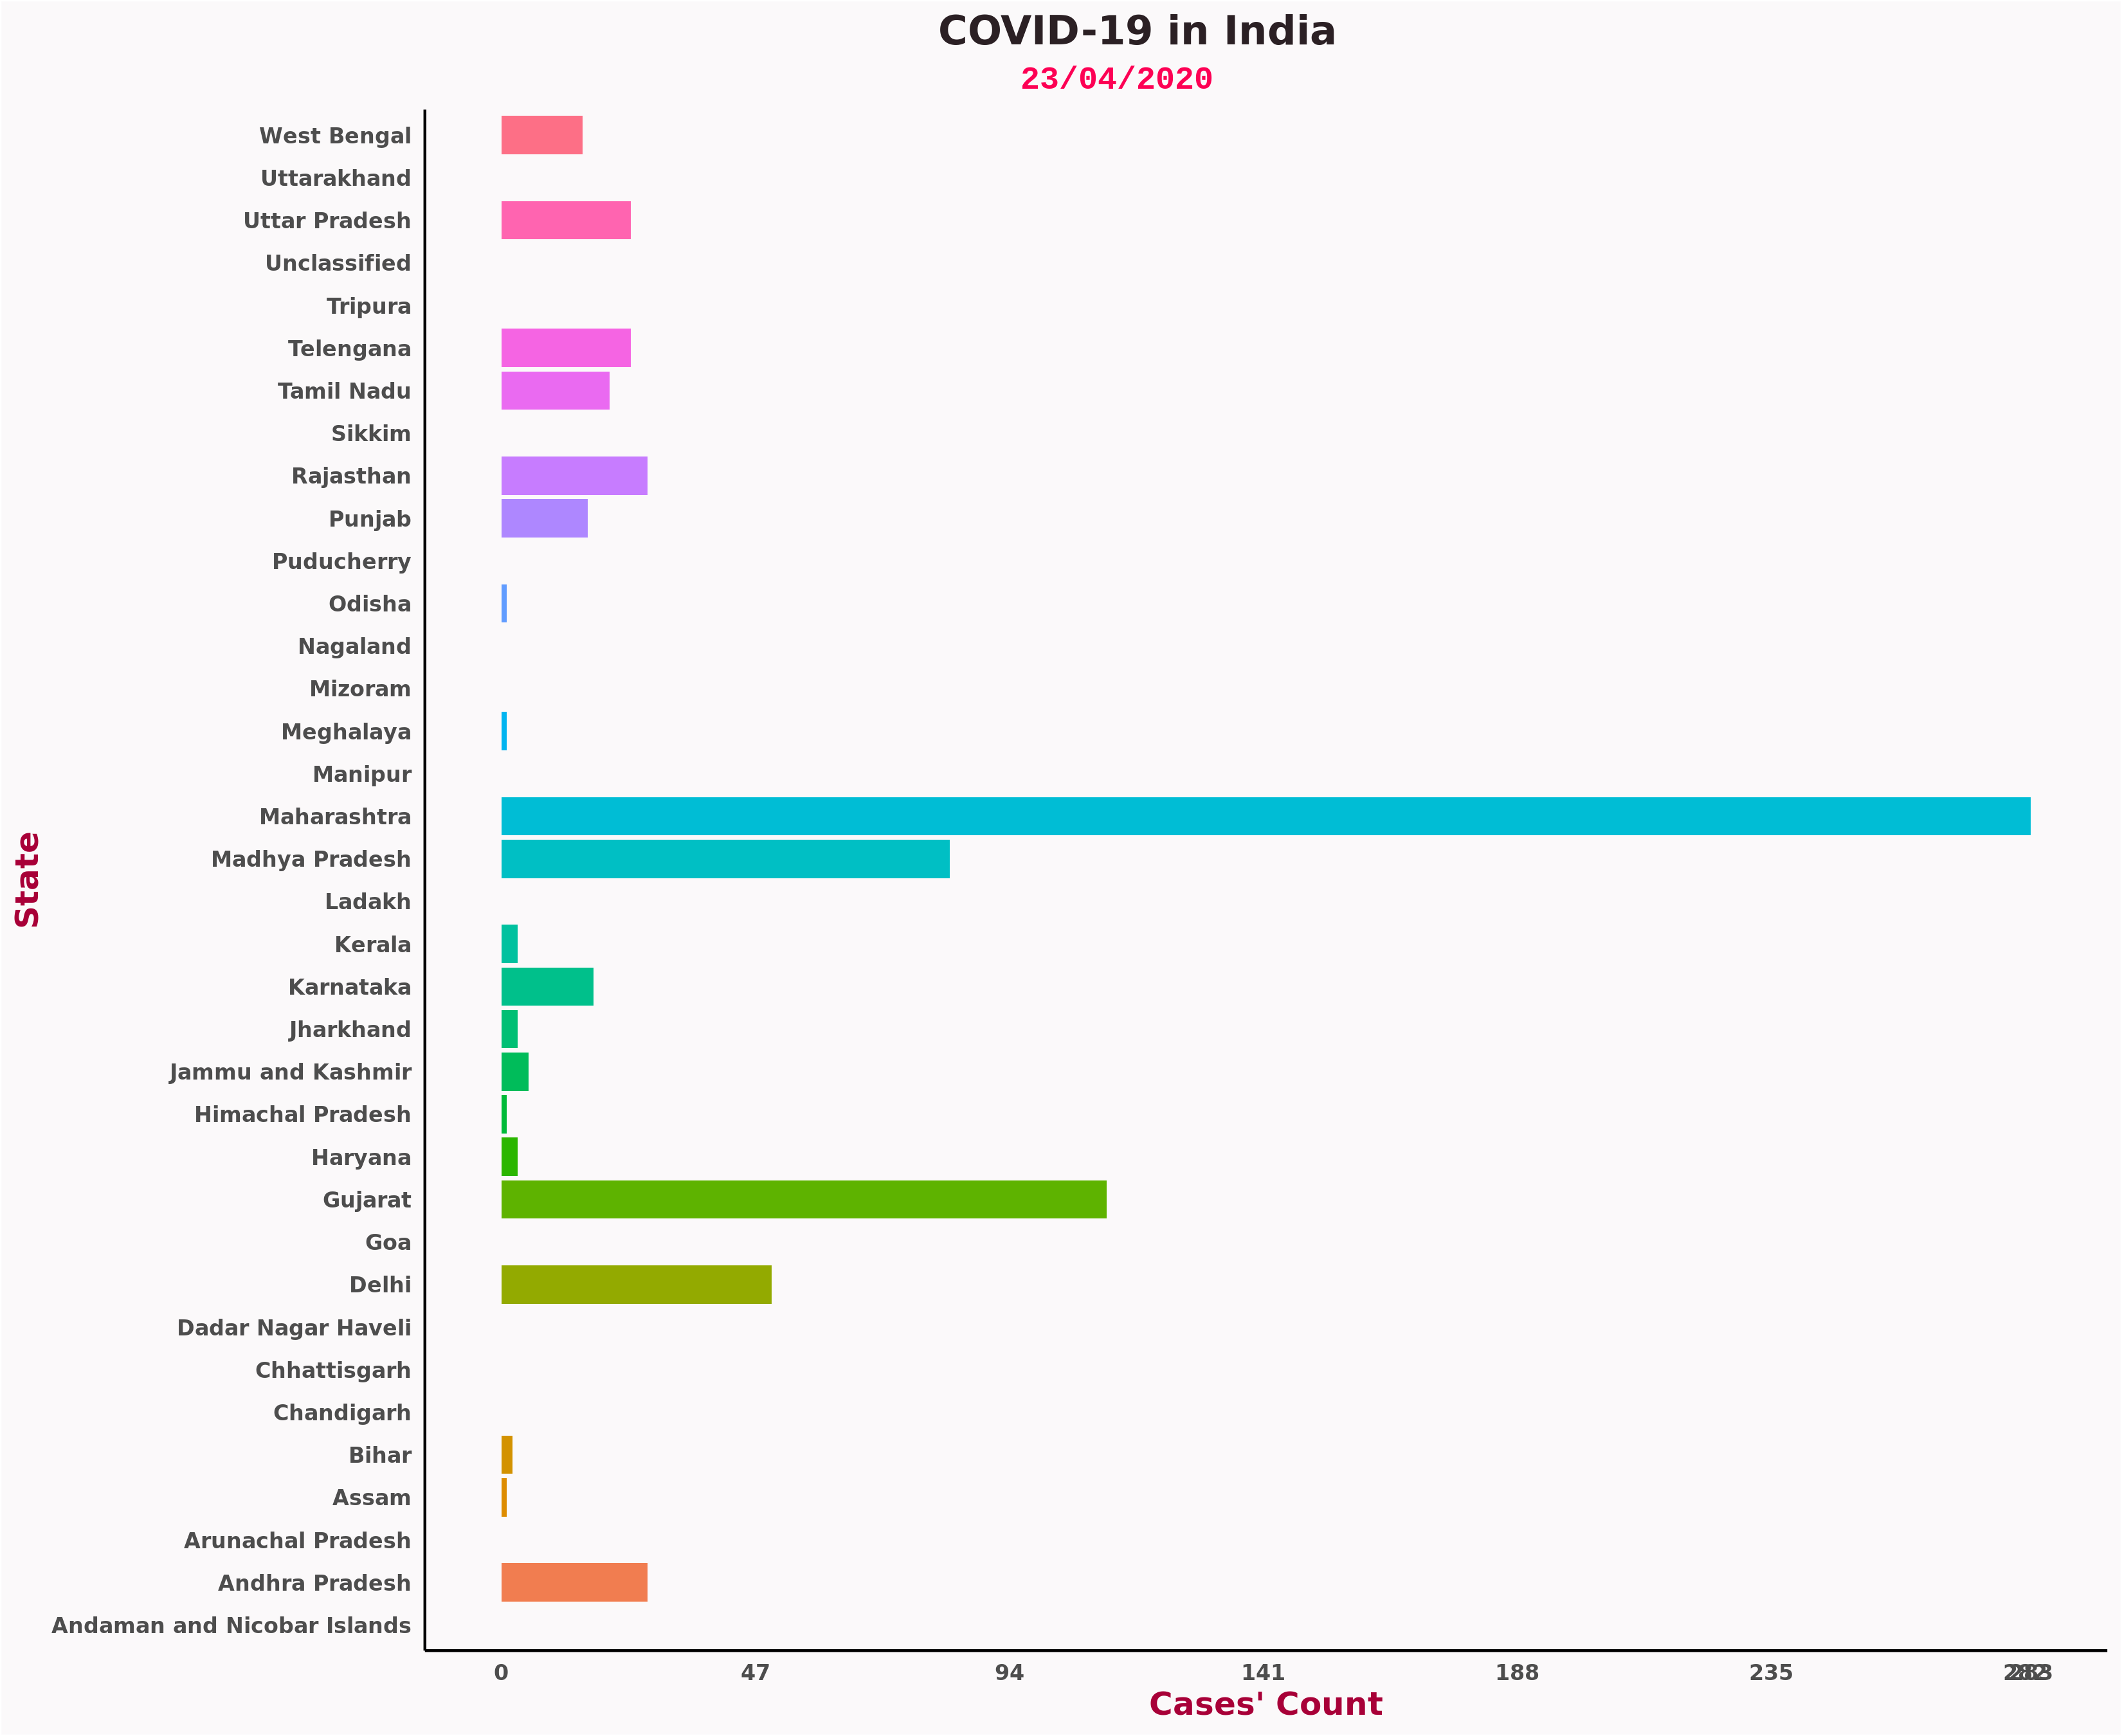 COVID-19 in India
23/04/2020
West Bengal
Uttarakhand
Uttar Pradesh
Unclassified
Tripura
Telengana
Tamil Nadu
Sikkim
Rajasthan
Punjab
Puducherry
Odisha
Nagaland
Mizoram
Meghalaya
Manipur
Maharashtra
Madhya Pradesh
Ladakh
Kerala
Karnataka
Jharkhand
Jammu and Kashmir
Himachal Pradesh
Haryana
Gujarat
Goa
Delhi
Dadar Nagar Haveli
Chhattisgarh
Chandigarh
Bihar
Assam
Arunachal Pradesh
Andhra Pradesh
Andaman and Nicobar Islands
State
0 47 94 141 188 235 282 283
Cases' Count